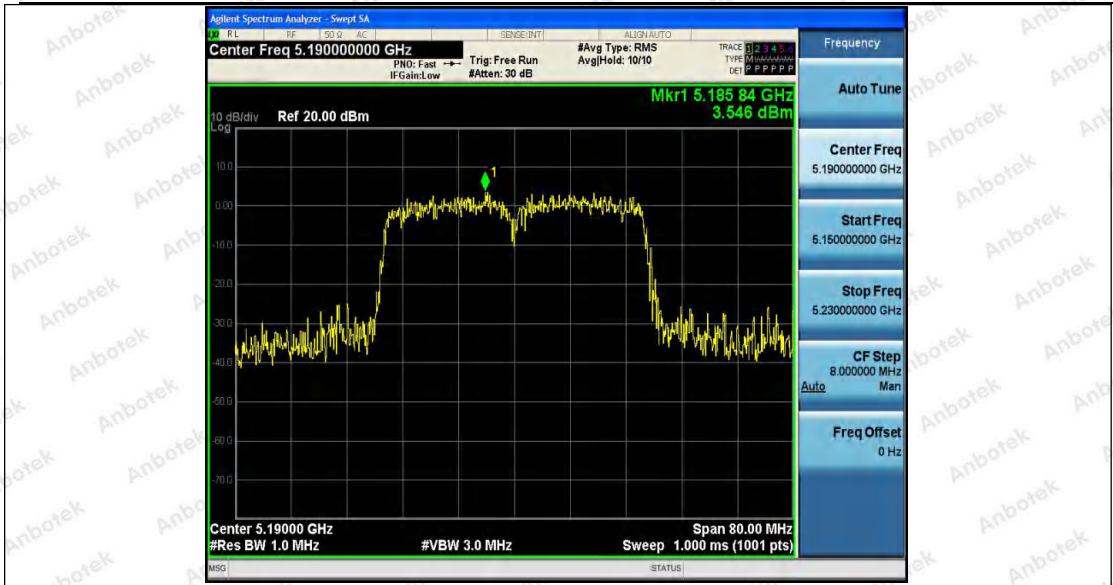 Agilent Spectrum Analyzer - Swept SA
RL RF 50 Ω AC SENSE:INT ALIGN AUTO
Center Freq 5.190000000 GHz
PNO: Fast
IFGain:Low
Trig: Free Run
#Atten: 30 dB
#Avg Type: RMS
Avg|Hold: 10/10
TRACE 1 2 3 4 5 6
TYPE M
DET P P P P P P
Mkr1 5.185 84 GHz
3.546 dBm
10 dB/div Ref 20.00 dBm
Log
10.0
0.00
-10.0
-20.0
-30.0
-40.0
-50.0
-60.0
-70.0
1
Center 5.19000 GHz
Span 80.00 MHz
#Res BW 1.0 MHz
#VBW 3.0 MHz
Sweep 1.000 ms (1001 pts)
MSG
STATUS
Frequency
Auto Tune
Center Freq
5.190000000 GHz
Start Freq
5.150000000 GHz
Stop Freq
5.230000000 GHz
CF Step
8.000000 MHz
Auto Man
Freq Offset
0 Hz
Anbotek